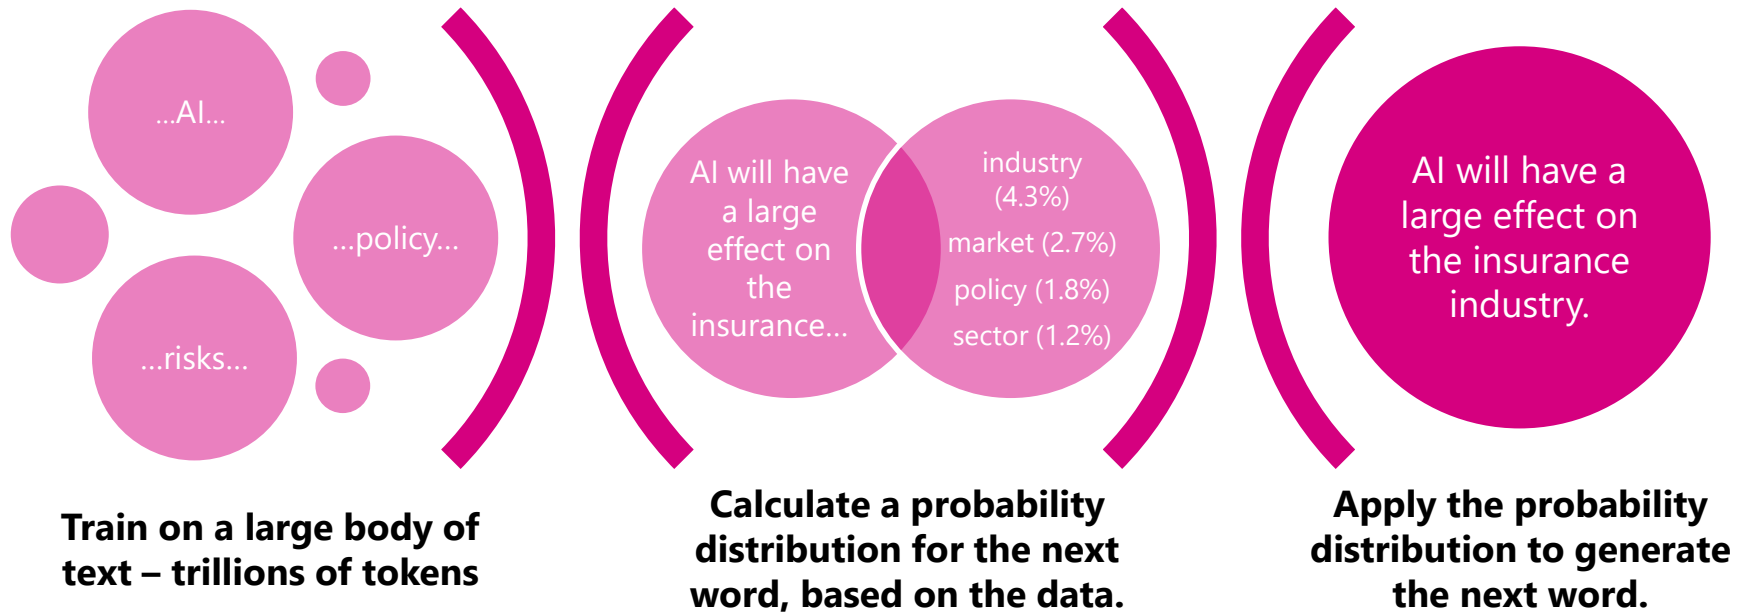 ...AI...
...policy...
...risks...
Train on a large body of
text – trillions of tokens
AI will have
a large
effect on
the
insurance...
industry
(4.3%)
market (2.7%)
policy (1.8%)
sector (1.2%)
Calculate a probability
distribution for the next
word, based on the data.
AI will have a
large effect on
the insurance
industry.
Apply the probability
distribution to generate
the next word.